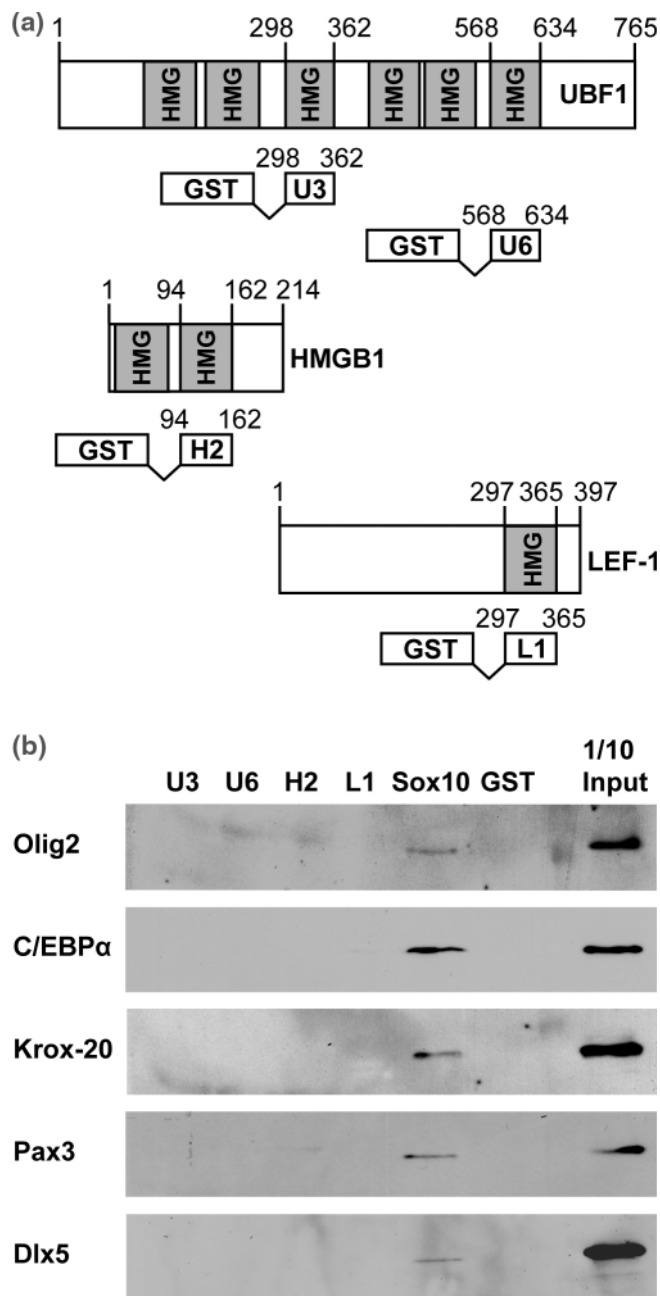 (a)
1 298 362 568 634 765
HMG HMG HMG HMG HMG HMG UBF1
298 362
GST U3
568 634
GST U6
1 94 162 214
HMG HMG HMGB1
94 162
GST H2
1 297 365 397
HMG LEF-1
297 365
GST L1
(b)
1/10
U3 U6 H2 L1 Sox10 GST Input
Olig2
C/EBPα
Krox-20
Pax3
Dlx5